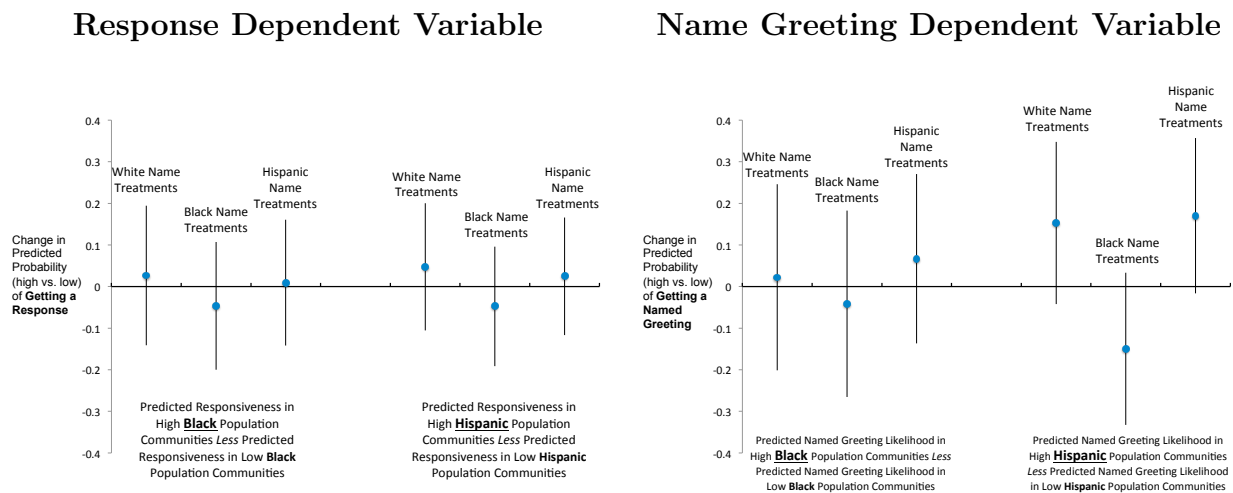 Response Dependent Variable
0.4
0.3
0.2
0.1
0
-0.1
-0.2
-0.3
-0.4
Change in
Predicted
Probability
(high vs. low)
of Getting a
Response
White Name
Treatments
Black Name
Treatments
Hispanic
Name
Treatments
White Name
Treatments
Black Name
Treatments
Hispanic
Name
Treatments
Predicted Responsiveness in
High Black Population
Communities Less Predicted
Responsiveness in Low Black
Population Communities
Predicted Responsiveness in
High Hispanic Population
Communities Less Predicted
Responsiveness in Low Hispanic
Population Communities
Name Greeting Dependent Variable
0.4
0.3
0.2
0.1
0
-0.1
-0.2
-0.3
-0.4
Change in
Predicted
Probability
(high vs. low)
of Getting a
Named
Greeting
White Name
Treatments
Black Name
Treatments
Hispanic
Name
Treatments
White Name
Treatments
Black Name
Treatments
Hispanic
Name
Treatments
Predicted Named Greeting Likelihood in
High Black Population Communities Less
Predicted Named Greeting Likelihood in
Low Black Population Communities
Predicted Named Greeting Likelihood in
High Hispanic Population Communities
Less Predicted Named Greeting Likelihood
in Low Hispanic Population Communities